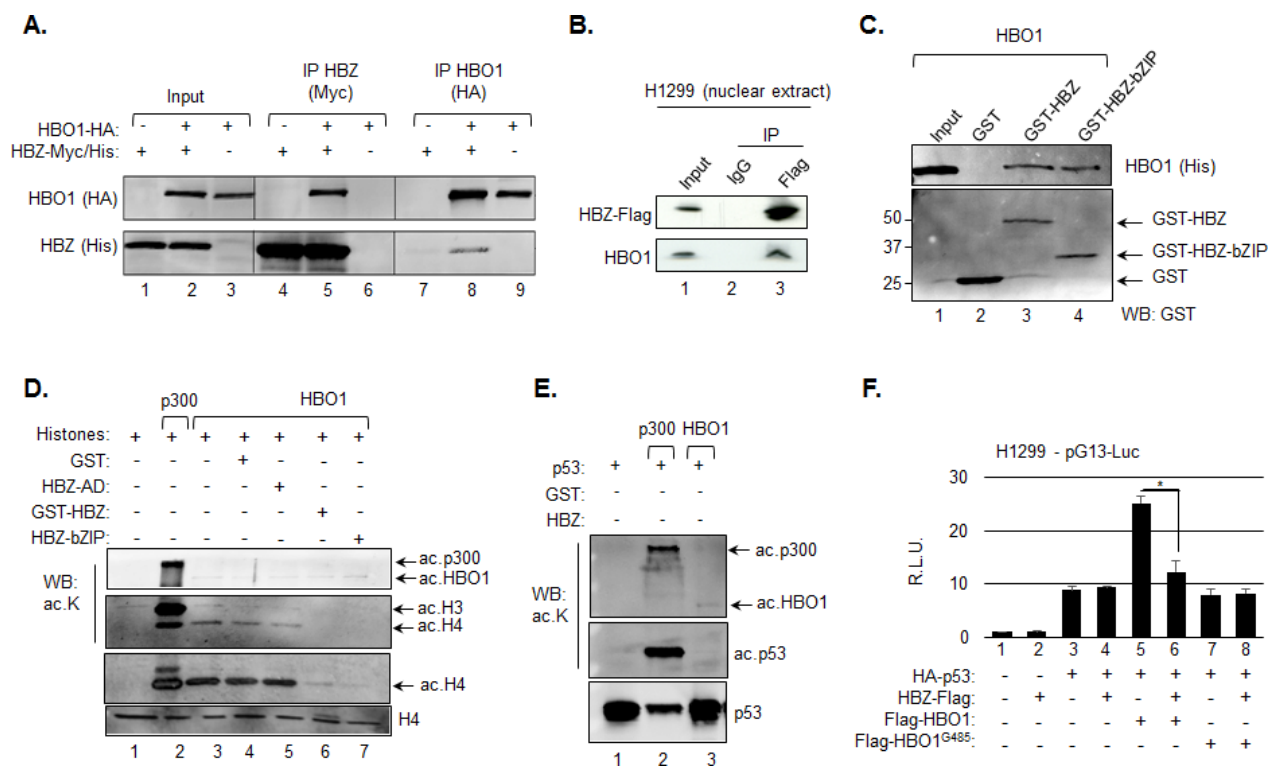 A.
Input
IP HBZ
(Myc)
IP HBO1
(HA)
HBO1-HA: - + + - + + - + +
HBZ-Myc/His: + + - + + - + + -
HBO1 (HA)
HBZ (His)
1 2 3 4 5 6 7 8 9
B.
H1299 (nuclear extract)
IP
Input IgG Flag
HBZ-Flag
HBO1
1 2 3
C.
HBO1
Input GST GST-HBZ GST-HBZ-bZIP
HBO1 (His)
50
37
25
GST-HBZ
GST-HBZ-bZIP
GST
1 2 3 4
WB: GST
D.
p300 HBO1
Histones: + + + + + + +
GST: - - - + - - -
HBZ-AD: - - - - + - -
GST-HBZ: - - - - - + -
HBZ-bZIP: - - - - - - +
WB:
ac.K
ac.p300
ac.HBO1
ac.H3
ac.H4
ac.H4
H4
1 2 3 4 5 6 7
E.
p300 HBO1
p53: + + +
GST: - - -
HBZ: - - -
WB:
ac.K
ac.p300
ac.HBO1
ac.p53
p53
1 2 3
F.
H1299 - pG13-Luc
R.L.U.
30
20
10
0
*
1 2 3 4 5 6 7 8
HA-p53: - - + + + + + +
HBZ-Flag: - + - + - + - +
Flag-HBO1: - - - - + + - -
Flag-HBO1G485: - - - - - - + +